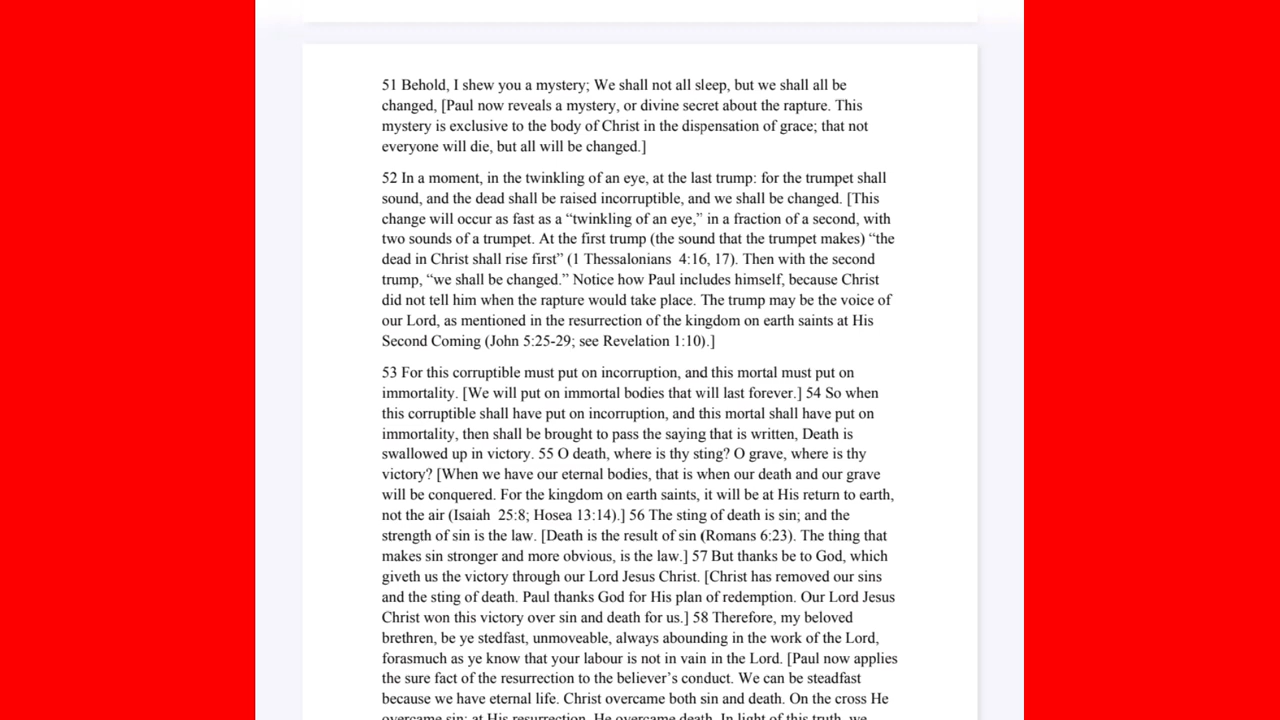 51 Behold, I shew you a mystery; We shall not all sleep, but we shall all be
changed, [Paul now reveals a mystery, or divine secret about the rapture. This
mystery is exclusive to the body of Christ in the dispensation of grace; that not
everyone will die, but all will be changed.]
52 In a moment, in the twinkling of an eye, at the last trump: for the trumpet shall
sound, and the dead shall be raised incorruptible, and we shall be changed. [This
change will occur as fast as a “twinkling of an eye,” in a fraction of a second, with
two sounds of a trumpet. At the first trump (the sound that the trumpet makes) “the
dead in Christ shall rise first” (1 Thessalonians  4:16, 17). Then with the second
trump, “we shall be changed.” Notice how Paul includes himself, because Christ
did not tell him when the rapture would take place. The trump may be the voice of
our Lord, as mentioned in the resurrection of the kingdom on earth saints at His
Second Coming (John 5:25-29; see Revelation 1:10).]
53 For this corruptible must put on incorruption, and this mortal must put on
immortality. [We will put on immortal bodies that will last forever.] 54 So when
this corruptible shall have put on incorruption, and this mortal shall have put on
immortality, then shall be brought to pass the saying that is written, Death is
swallowed up in victory. 55 O death, where is thy sting? O grave, where is thy
victory? [When we have our eternal bodies, that is when our death and our grave
will be conquered. For the kingdom on earth saints, it will be at His return to earth,
not the air (Isaiah  25:8; Hosea 13:14).] 56 The sting of death is sin; and the
strength of sin is the law. [Death is the result of sin (Romans 6:23). The thing that
makes sin stronger and more obvious, is the law.] 57 But thanks be to God, which
giveth us the victory through our Lord Jesus Christ. [Christ has removed our sins
and the sting of death. Paul thanks God for His plan of redemption. Our Lord Jesus
Christ won this victory over sin and death for us.] 58 Therefore, my beloved
brethren, be ye stedfast, unmoveable, always abounding in the work of the Lord,
forasmuch as ye know that your labour is not in vain in the Lord. [Paul now applies
the sure fact of the resurrection to the believer’s conduct. We can be steadfast
because we have eternal life. Christ overcame both sin and death. On the cross He
overcame sin; at His resurrection, He overcame death. In light of this truth, we